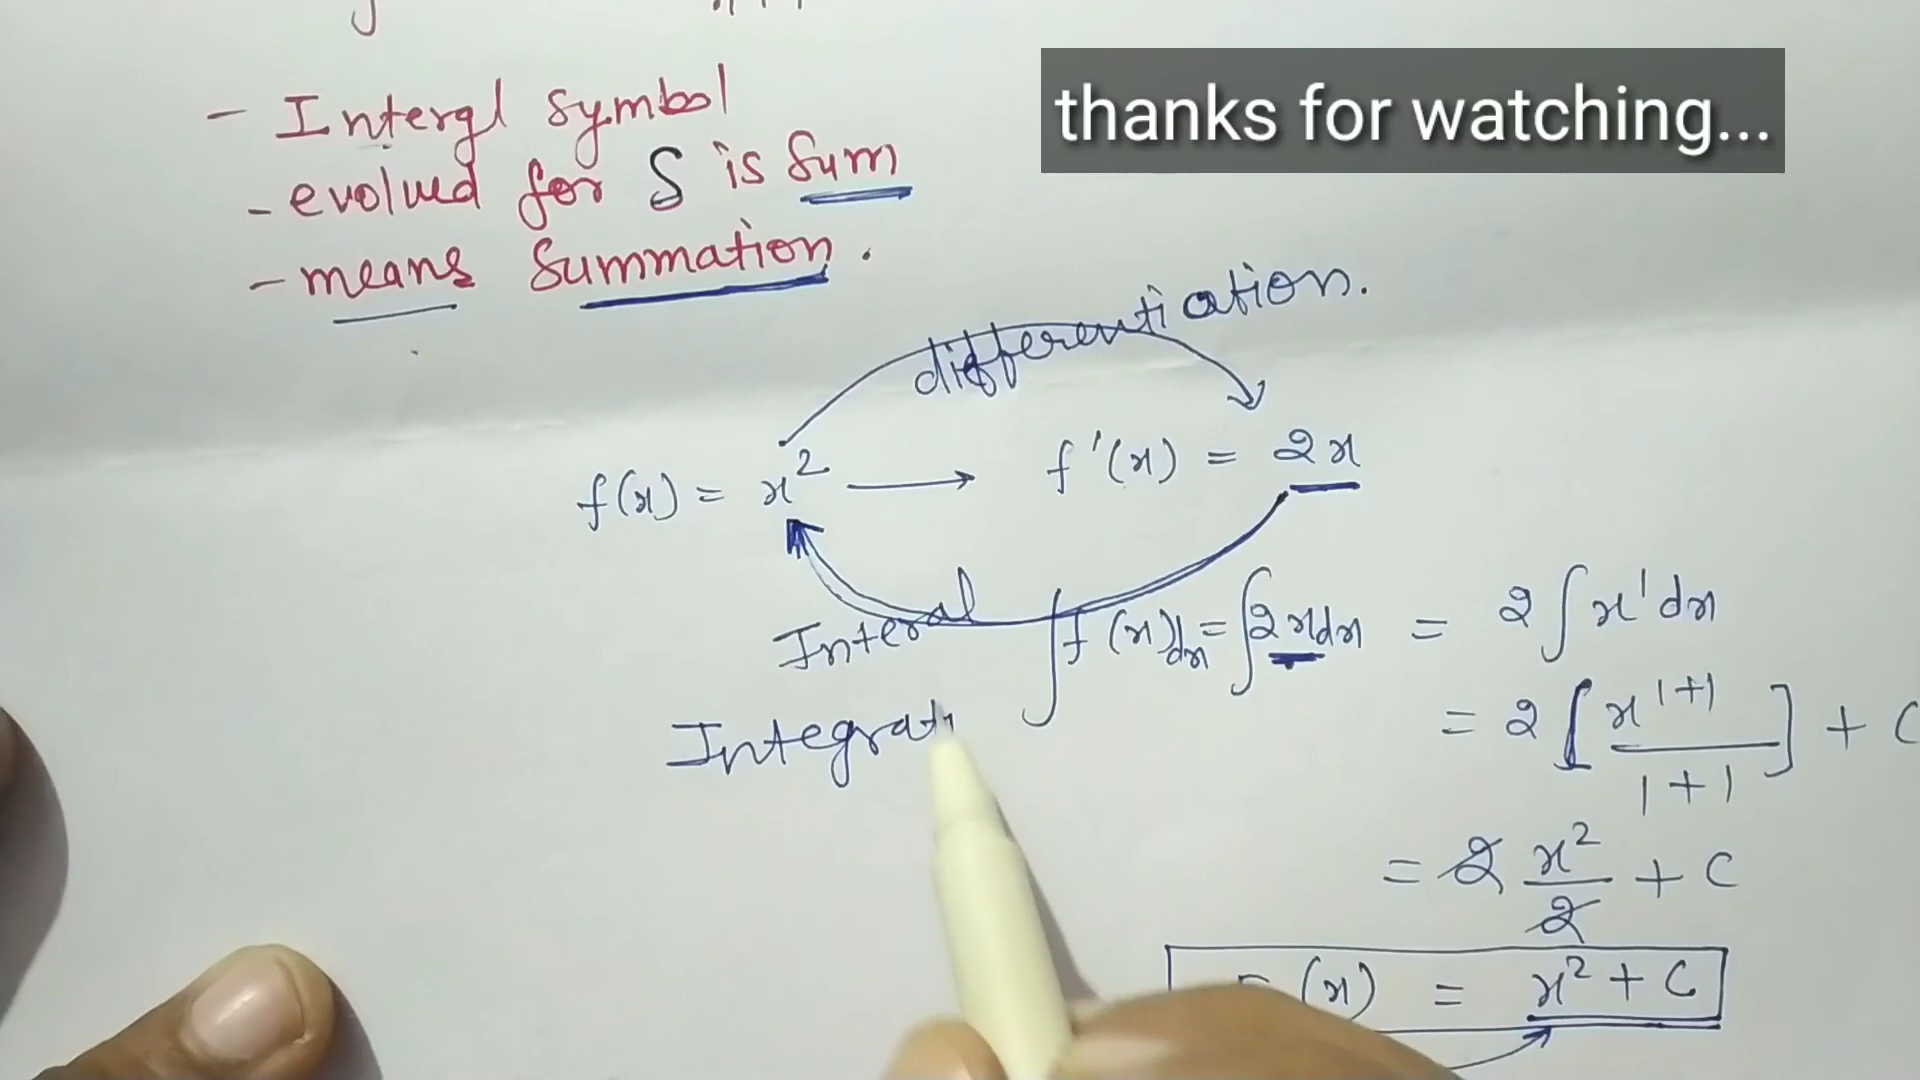 thanks for watching...
- Intergl symbol
- evolved for S is Sum
- means Summation.
differentiation.
f(x) = x² → f'(x) = 2x
Interal ∫f(x)dx = ∫2xdx = 2∫x¹dx
Integrati = 2[x¹⁺¹/1+1] + C
= 2 x²/2 + C
(x) = x² + C